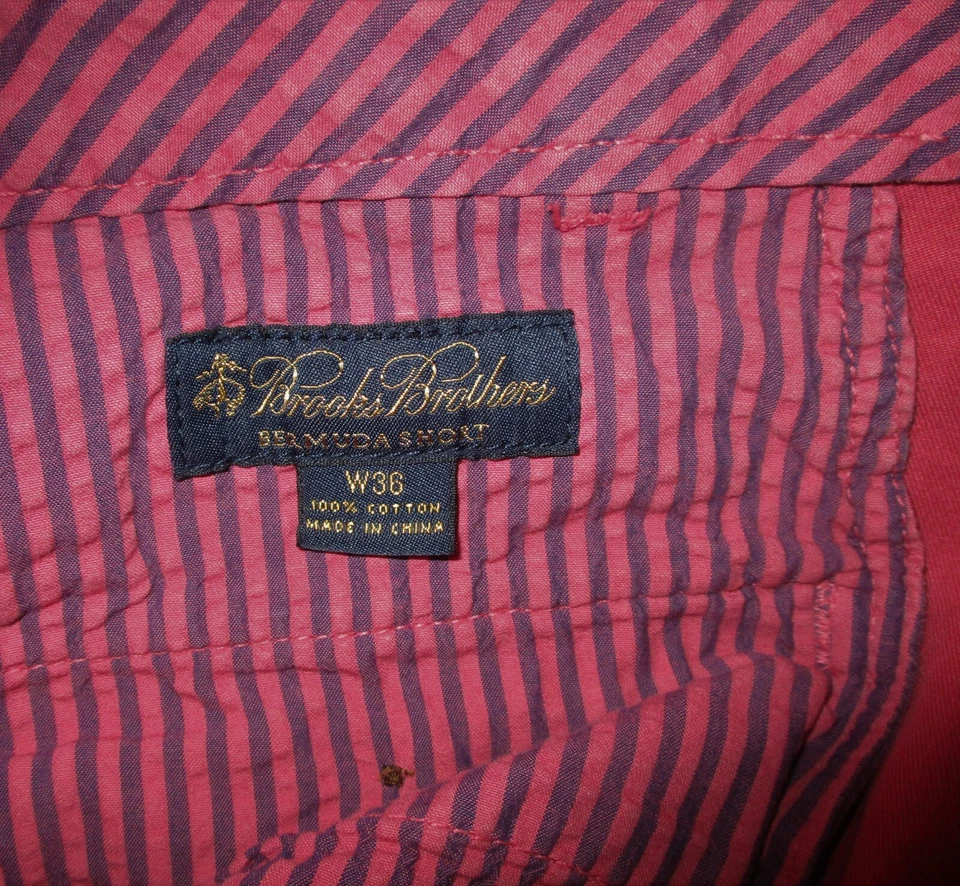 Brooks Brothers
BERMUDA SHORT
W36
100% COTTON
MADE IN CHINA